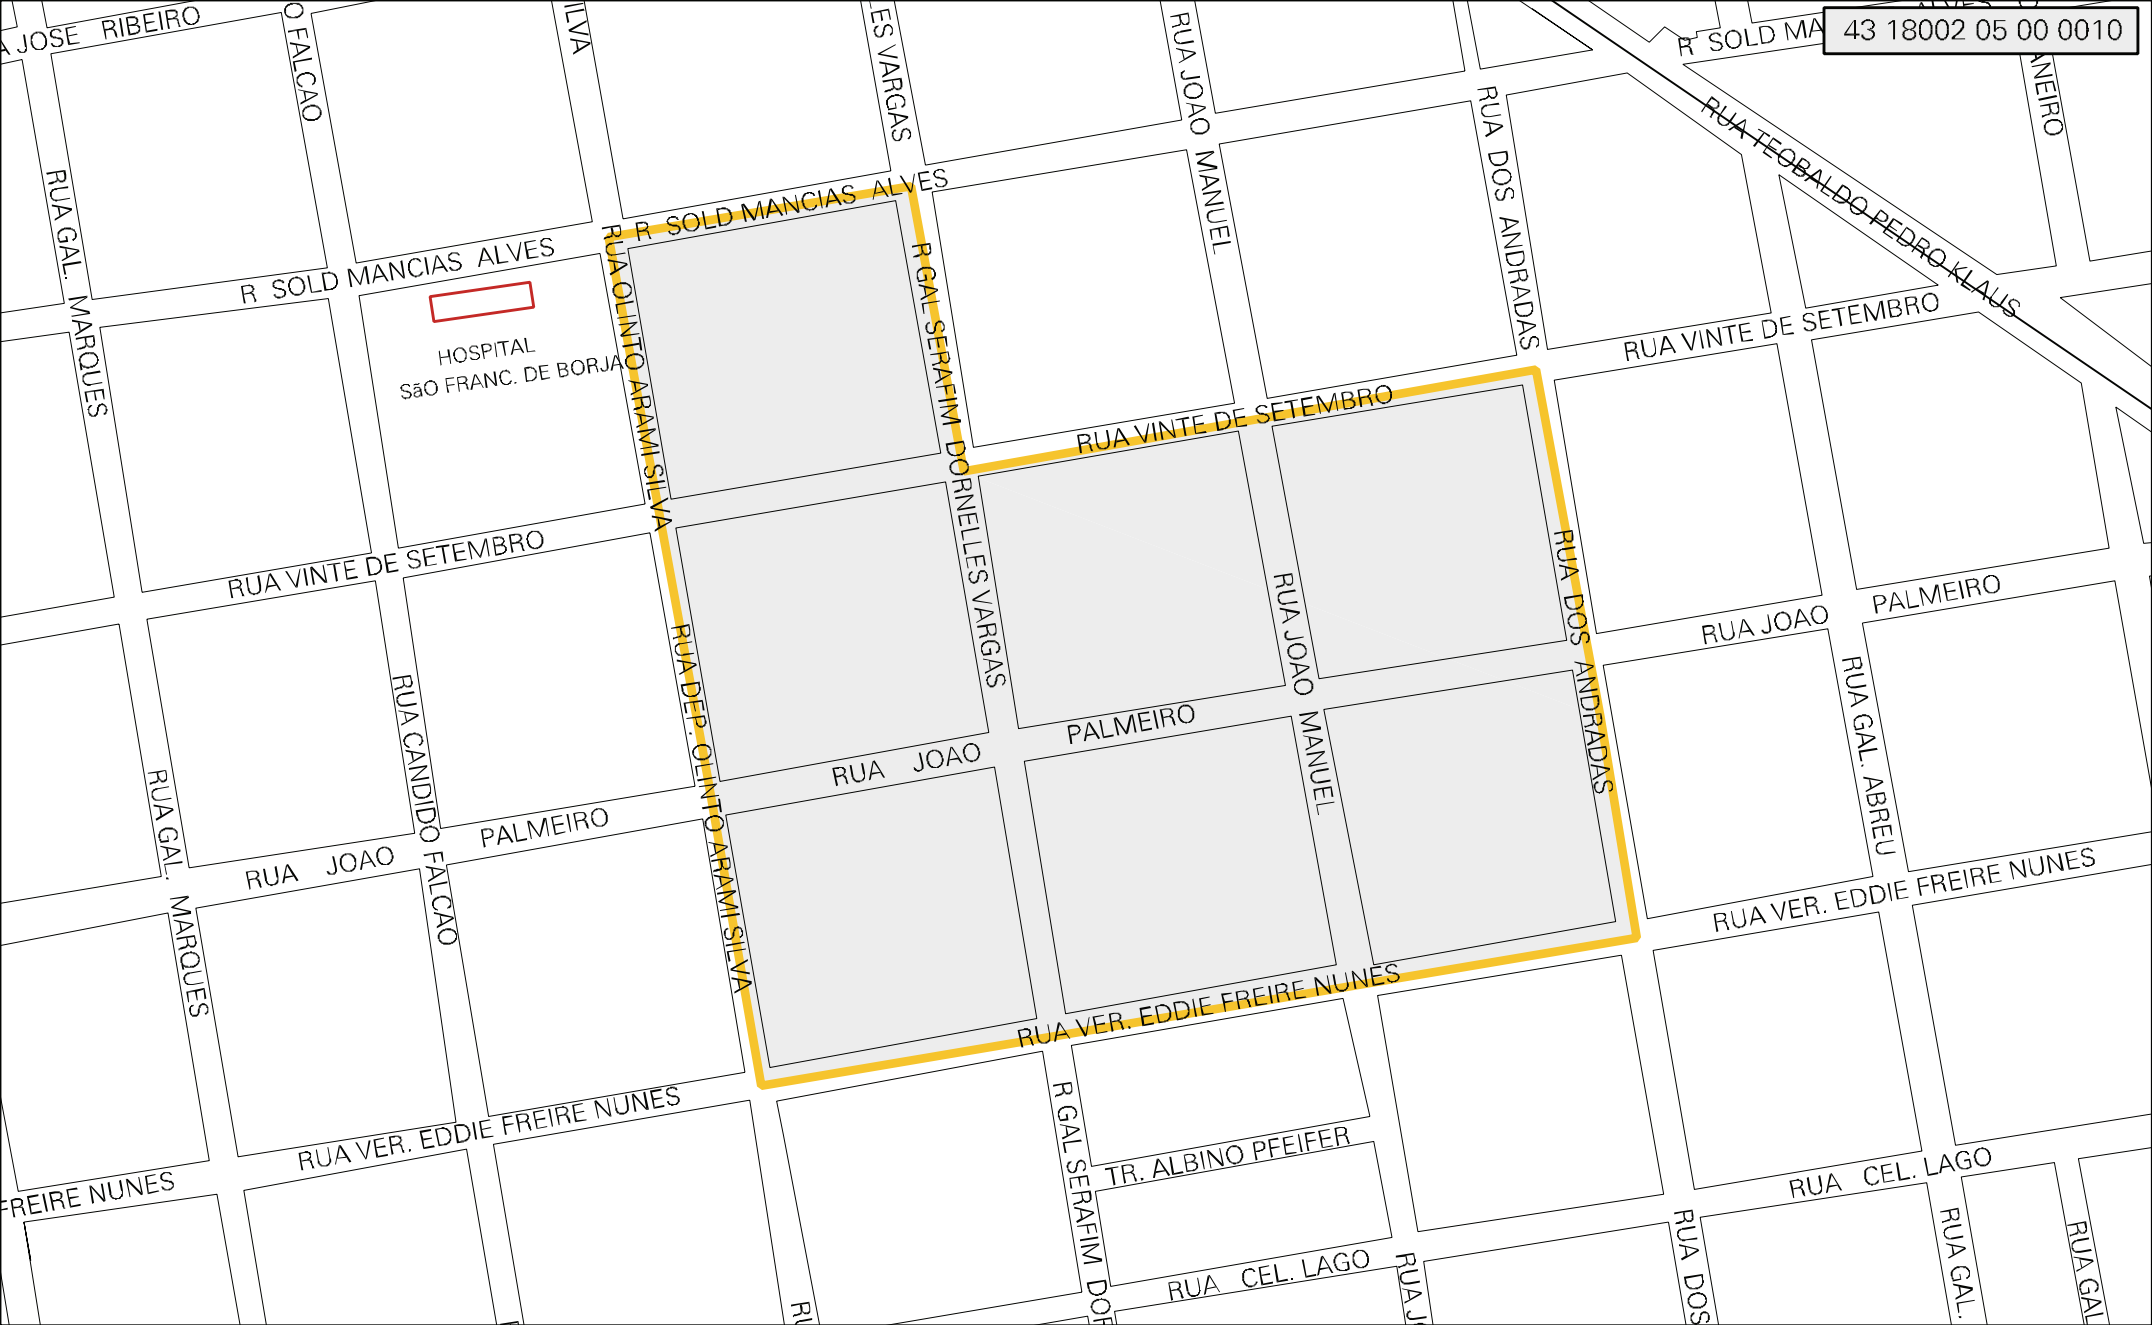 A JOSE RIBEIRO
O FALCAO
ILVA
ES VARGAS
RUA JOAO MANUEL
RUA DOS ANDRADAS
R SOLD MA
ALVES
43 18002 05 00 0010
ANEIRO
RUA TEOBALDO PEDRO KLAUS
RUA GAL. MARQUES
R SOLD MANCIAS ALVES
R SOLD MANCIAS ALVES
HOSPITAL
SãO FRANC. DE BORJAO
RUA OLINTO ARAMI SILVA
R GAL SERAFIM DORNELLES VARGAS
RUA VINTE DE SETEMBRO
RUA VINTE DE SETEMBRO
RUA VINTE DE SETEMBRO
RUA DOS ANDRADAS
RUA JOAO MANUEL
RUA JOAO PALMEIRO
RUA DEP. OLINTO ARAMI SILVA
RUA CANDIDO FALCAO
RUA GAL. ABREU
RUA JOAO PALMEIRO
RUA JOAO PALMEIRO
RUA GAL. MARQUES
RUA VER. EDDIE FREIRE NUNES
RUA VER. EDDIE FREIRE NUNES
RUA VER. EDDIE FREIRE NUNES
FREIRE NUNES
R GAL SERAFIM DOR
TR. ALBINO PFEIFER
RUA CEL. LAGO
RUA CEL. LAGO
RU
RUA J
RUA DOS
RUA GAL.
RUA GAL